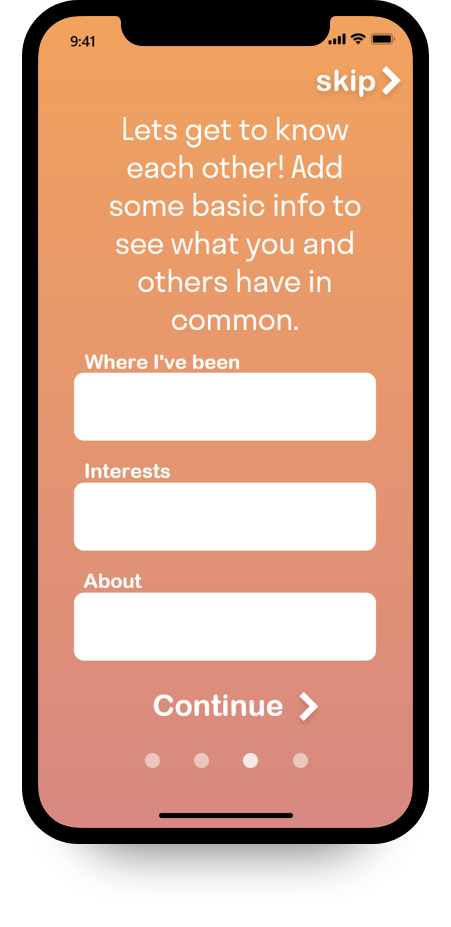 9:41
skip
Lets get to know
each other! Add
some basic info to
see what you and
others have in
common.
Where I've been
Interests
About
Continue